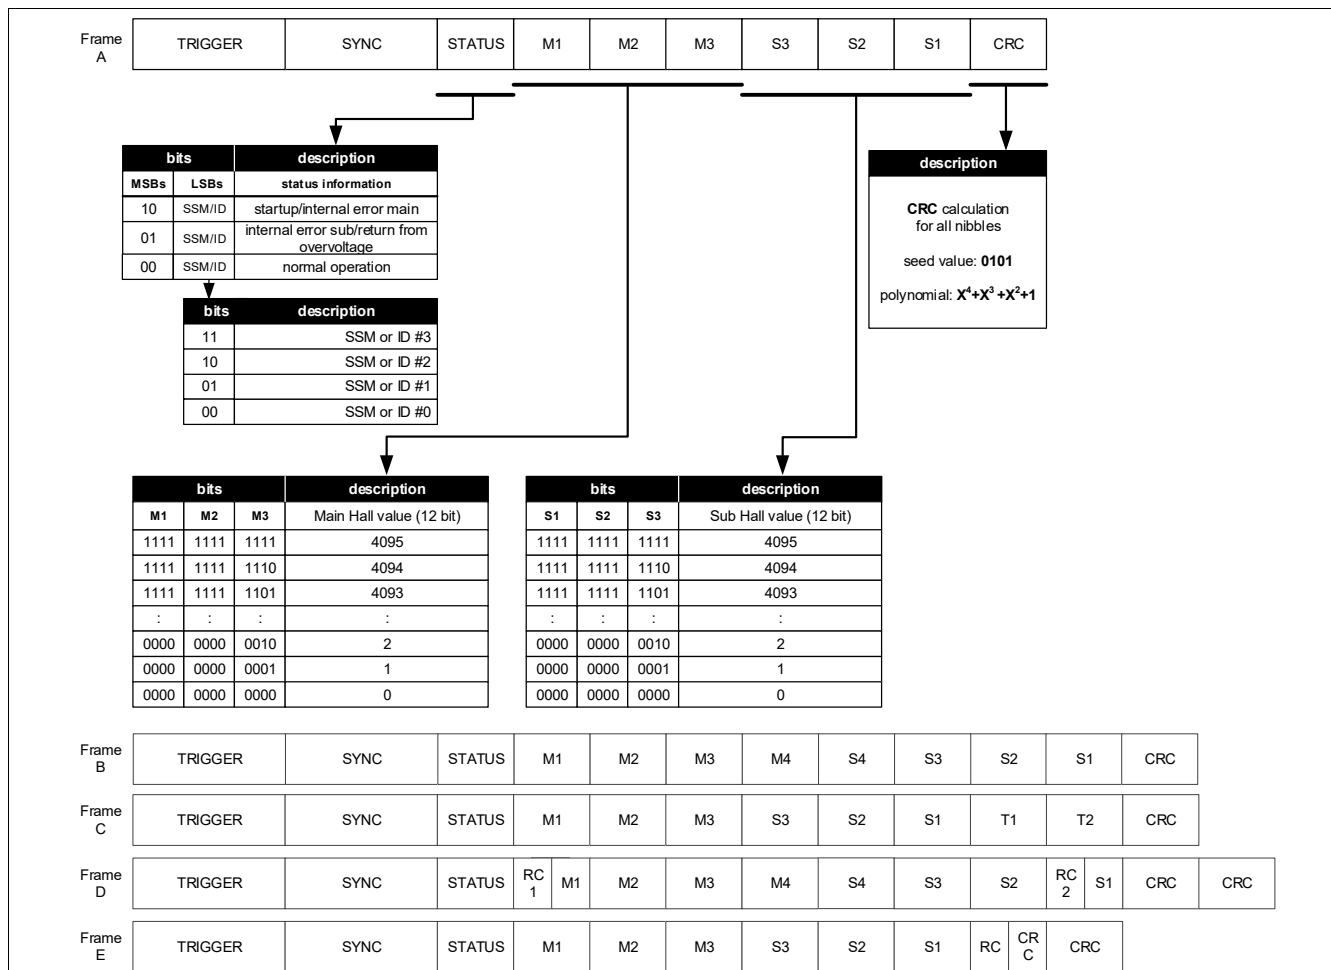 Frame A TRIGGER SYNC STATUS M1 M2 M3 S3 S2 S1 CRC
bits description
MSBs LSBs status information
10 SSM/ID startup/internal error main
01 SSM/ID internal error sub/return from overvoltage
00 SSM/ID normal operation
bits description
11 SSM or ID #3
10 SSM or ID #2
01 SSM or ID #1
00 SSM or ID #0
description
CRC calculation
for all nibbles
seed value: 0101
polynomial: X⁴+X³+X²+1
bits description
M1 M2 M3 Main Hall value (12 bit)
1111 1111 1111 4095
1111 1111 1110 4094
1111 1111 1101 4093
: : : :
0000 0000 0010 2
0000 0000 0001 1
0000 0000 0000 0
bits description
S1 S2 S3 Sub Hall value (12 bit)
1111 1111 1111 4095
1111 1111 1110 4094
1111 1111 1101 4093
: : : :
0000 0000 0010 2
0000 0000 0001 1
0000 0000 0000 0
Frame B TRIGGER SYNC STATUS M1 M2 M3 M4 S4 S3 S2 S1 CRC
Frame C TRIGGER SYNC STATUS M1 M2 M3 S3 S2 S1 T1 T2 CRC
Frame D TRIGGER SYNC STATUS RC1 M1 M2 M3 M4 S4 S3 S2 RC2 S1 CRC CRC
Frame E TRIGGER SYNC STATUS M1 M2 M3 S3 S2 S1 RC CRC CRC